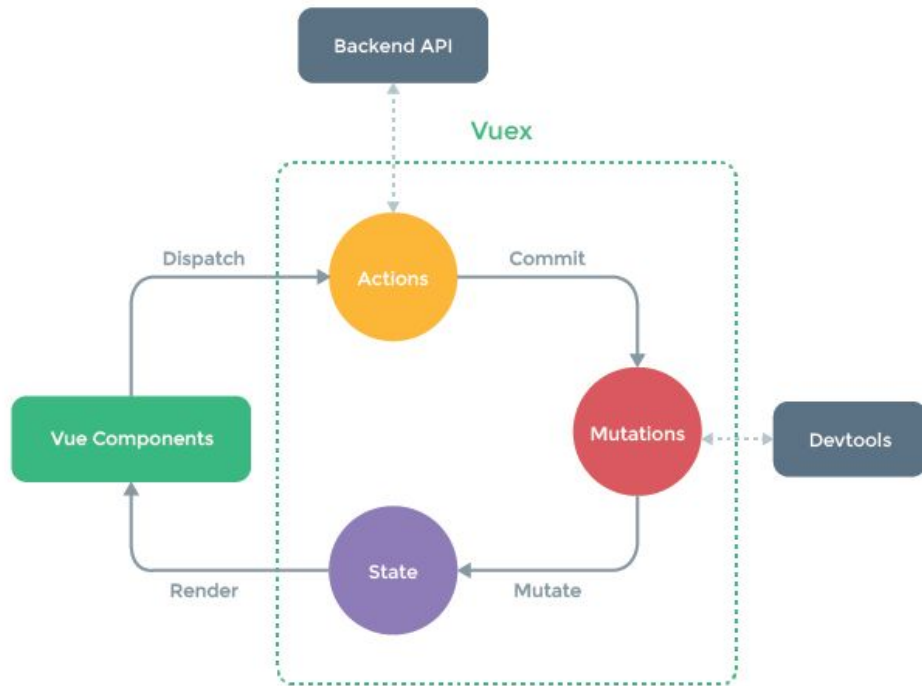 Backend API
Vuex
Dispatch
Actions
Commit
Vue Components
Mutations
Devtools
State
Render
Mutate